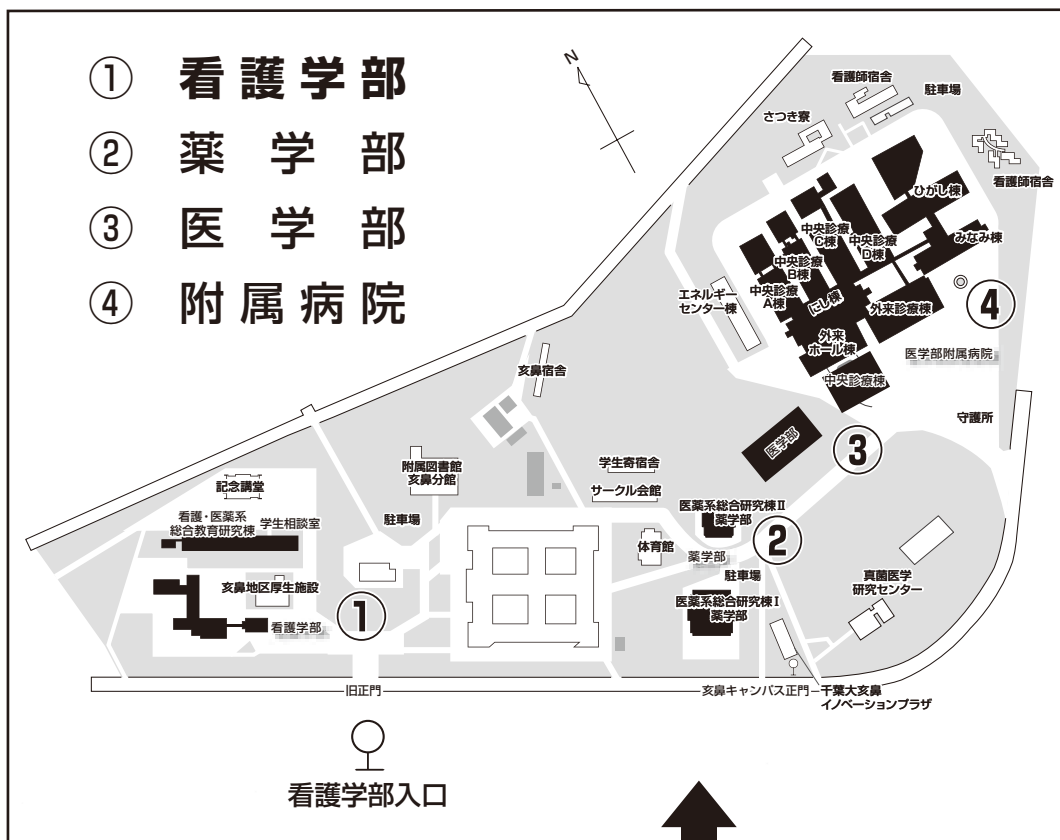 ① 看護学部
② 薬学部
③ 医学部
④ 附属病院
N
看護師宿舎
駐車場
さつき寮
看護師宿舎
ひがし棟
中央診療
C棟
中央診療
D棟
みなみ棟
中央診療
B棟
中央診療
A棟
にし棟
外来診療棟
エネルギー
センター棟
④
外来
ホール棟
医学部附属病院
中央診療棟
亥鼻宿舎
守護所
医学部
③
附属図書館
亥鼻分館
学生寄宿舎
サークル会館
記念講堂
看護・医薬系
総合教育研究棟
学生相談室
駐車場
医薬系総合研究棟Ⅱ
薬学部
②
体育館
薬学部
駐車場
真菌医学
研究センター
亥鼻地区厚生施設
①
医薬系総合研究棟Ⅰ
薬学部
看護学部
旧正門
亥鼻キャンパス正門
千葉大亥鼻
イノベーションプラザ
看護学部入口